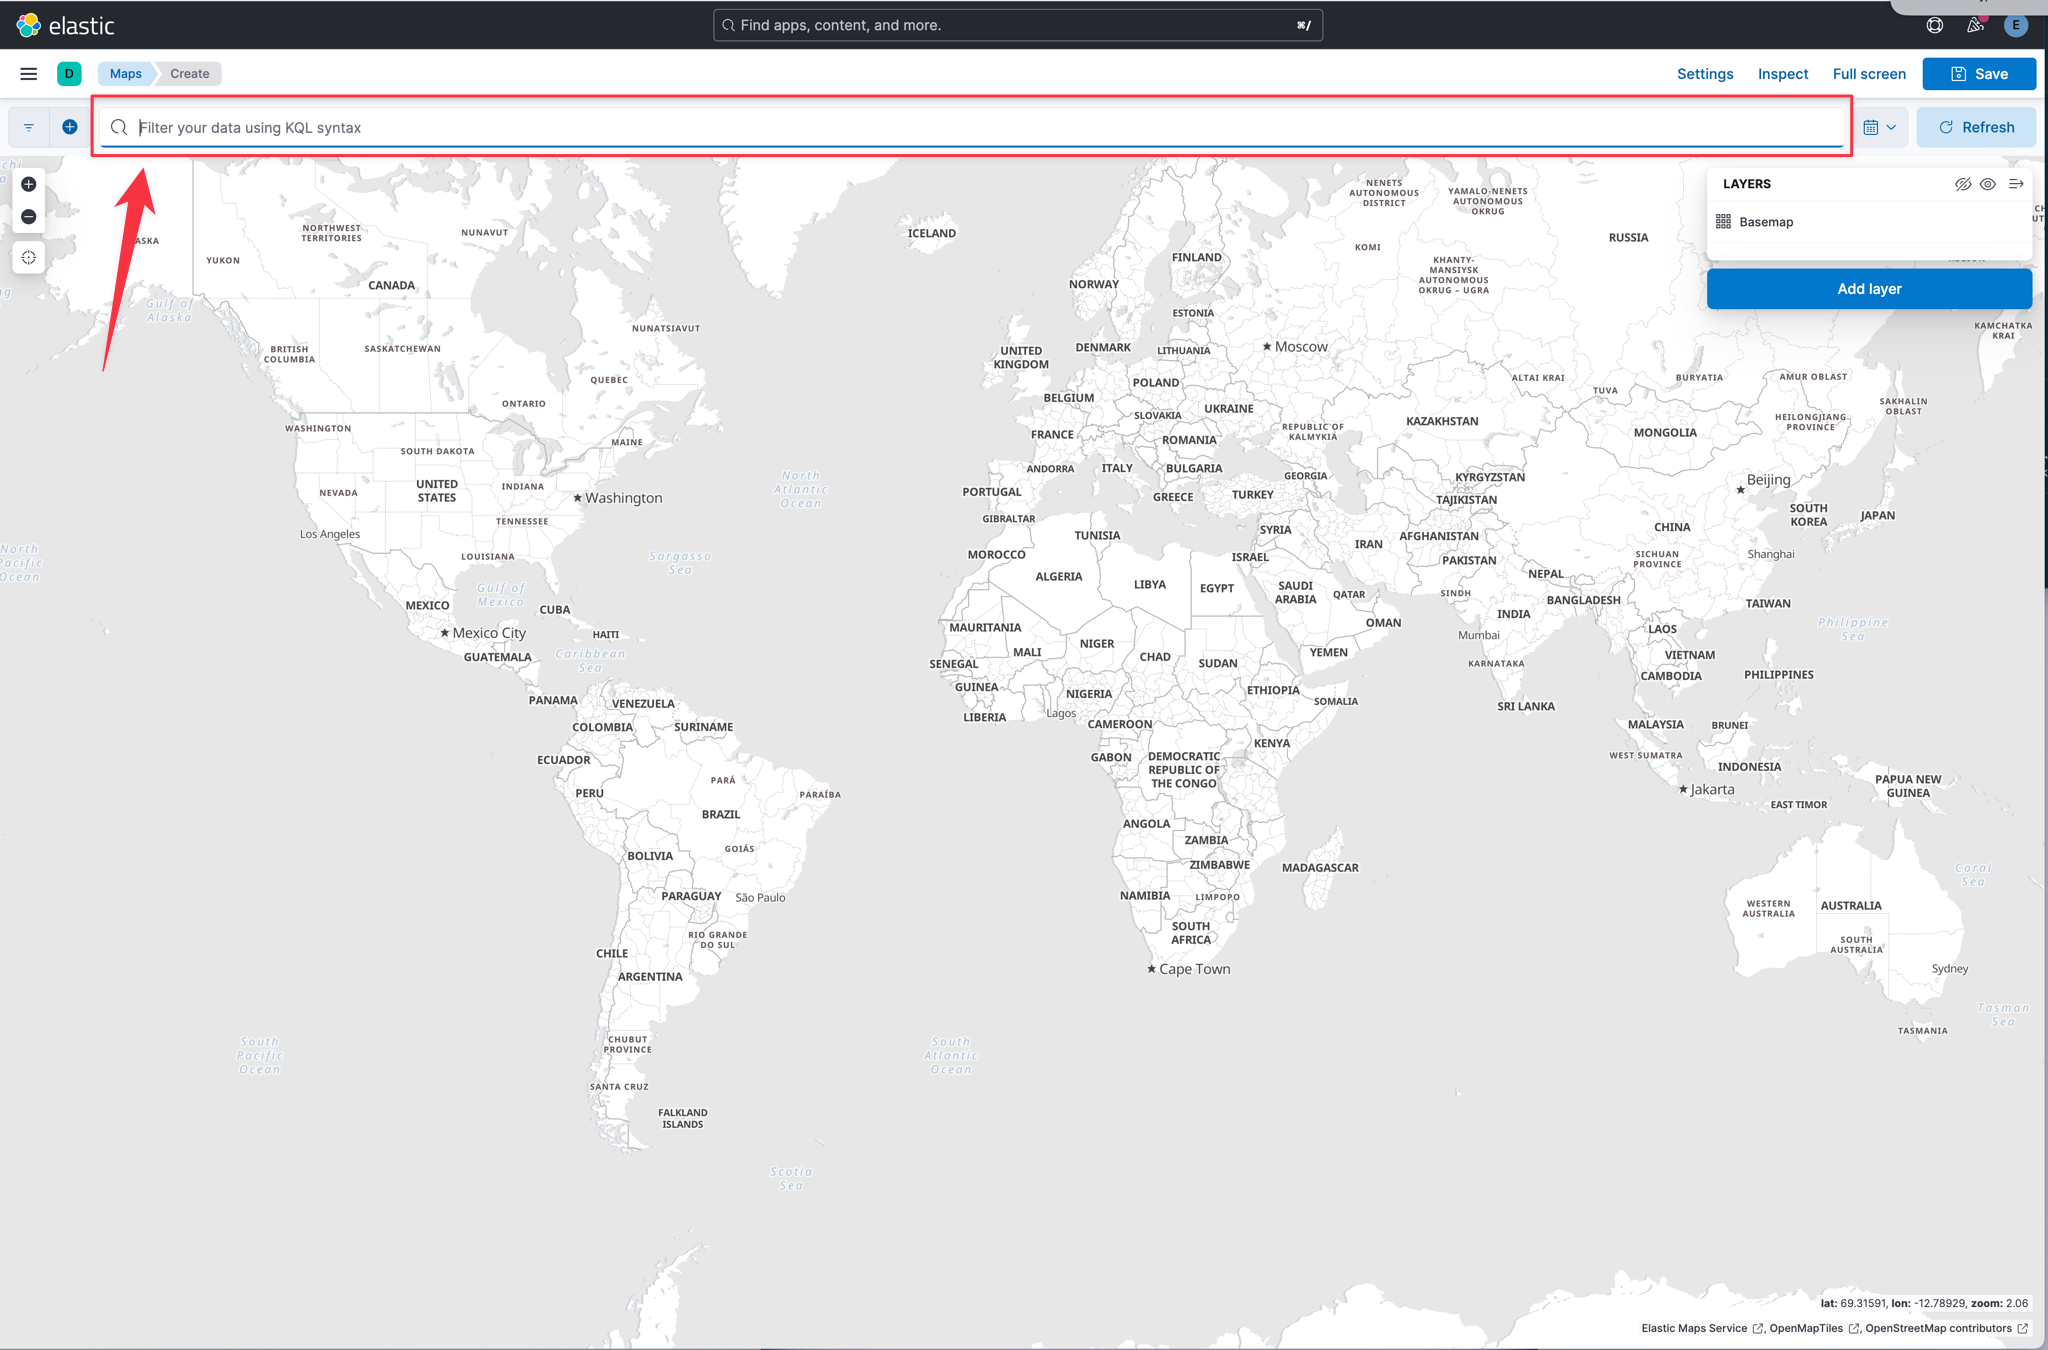 elastic
Find apps, content, and more.
⌘/
E
D
Maps
Create
Settings
Inspect
Full screen
Save
Filter your data using KQL syntax
Refresh
LAYERS
Basemap
Add layer
ICELAND
NENETS
AUTONOMOUS
DISTRICT
YAMALO-NENETS
AUTONOMOUS
OKRUG
RUSSIA
NORTHWEST
TERRITORIES
NUNAVUT
ASKA
YUKON
CANADA
KOMI
FINLAND
KHANTY-
MANSIYSK
AUTONOMOUS
OKRUG – UGRA
NORWAY
Gulf of
Alaska
ESTONIA
NUNATSIAVUT
KAMCHATKA
KRAI
BRITISH
COLUMBIA
SASKATCHEWAN
UNITED
KINGDOM
DENMARK
LITHUANIA
Moscow
QUEBEC
POLAND
ALTAI KRAI
TUVA
BURYATIA
AMUR OBLAST
ONTARIO
BELGIUM
SLOVAKIA
UKRAINE
SAKHALIN
OBLAST
WASHINGTON
MAINE
FRANCE
ROMANIA
REPUBLIC OF
KALMYKIA
KAZAKHSTAN
MONGOLIA
HEILONGJIANG
PROVINCE
SOUTH DAKOTA
ANDORRA
ITALY
BULGARIA
GEORGIA
KYRGYZSTAN
Beijing
North
Atlantic
Ocean
UNITED
STATES
NEVADA
INDIANA
Washington
PORTUGAL
GREECE
TURKEY
TAJIKISTAN
TENNESSEE
GIBRALTAR
SOUTH
KOREA
JAPAN
Los Angeles
TUNISIA
SYRIA
CHINA
AFGHANISTAN
IRAN
North
Pacific
Ocean
LOUISIANA
Sargasso
Sea
MOROCCO
ISRAEL
PAKISTAN
SICHUAN
PROVINCE
Shanghai
ALGERIA
LIBYA
EGYPT
SAUDI
ARABIA
QATAR
NEPAL
Gulf of
Mexico
SINDH
BANGLADESH
MEXICO
CUBA
INDIA
TAIWAN
Mexico City
HAITI
MAURITANIA
OMAN
Mumbai
LAOS
Philippine
Sea
GUATEMALA
Caribbean
Sea
MALI
NIGER
CHAD
SUDAN
YEMEN
KARNATAKA
VIETNAM
SENEGAL
CAMBODIA
PHILIPPINES
GUINEA
NIGERIA
ETHIOPIA
PANAMA
VENEZUELA
SOMALIA
SRI LANKA
LIBERIA
Lagos
CAMEROON
COLOMBIA
SURINAME
MALAYSIA
BRUNEI
KENYA
ECUADOR
GABON
DEMOCRATIC
REPUBLIC OF
THE CONGO
WEST SUMATRA
INDONESIA
PERU
PARÁ
PARAÍBA
Jakarta
PAPUA NEW
GUINEA
BRAZIL
EAST TIMOR
ANGOLA
ZAMBIA
GOIÁS
BOLIVIA
ZIMBABWE
MADAGASCAR
Coral
Sea
PARAGUAY
São Paulo
NAMIBIA
LIMPOPO
WESTERN
AUSTRALIA
AUSTRALIA
RIO GRANDE
DO SUL
SOUTH
AFRICA
SOUTH
AUSTRALIA
CHILE
Cape Town
Sydney
ARGENTINA
Tasman
Sea
TASMANIA
South
Pacific
Ocean
CHUBUT
PROVINCE
South
Atlantic
Ocean
SANTA CRUZ
FALKLAND
ISLANDS
Scotia
Sea
lat: 69.31591, lon: -12.78929, zoom: 2.06
Elastic Maps Service , OpenMapTiles , OpenStreetMap contributors